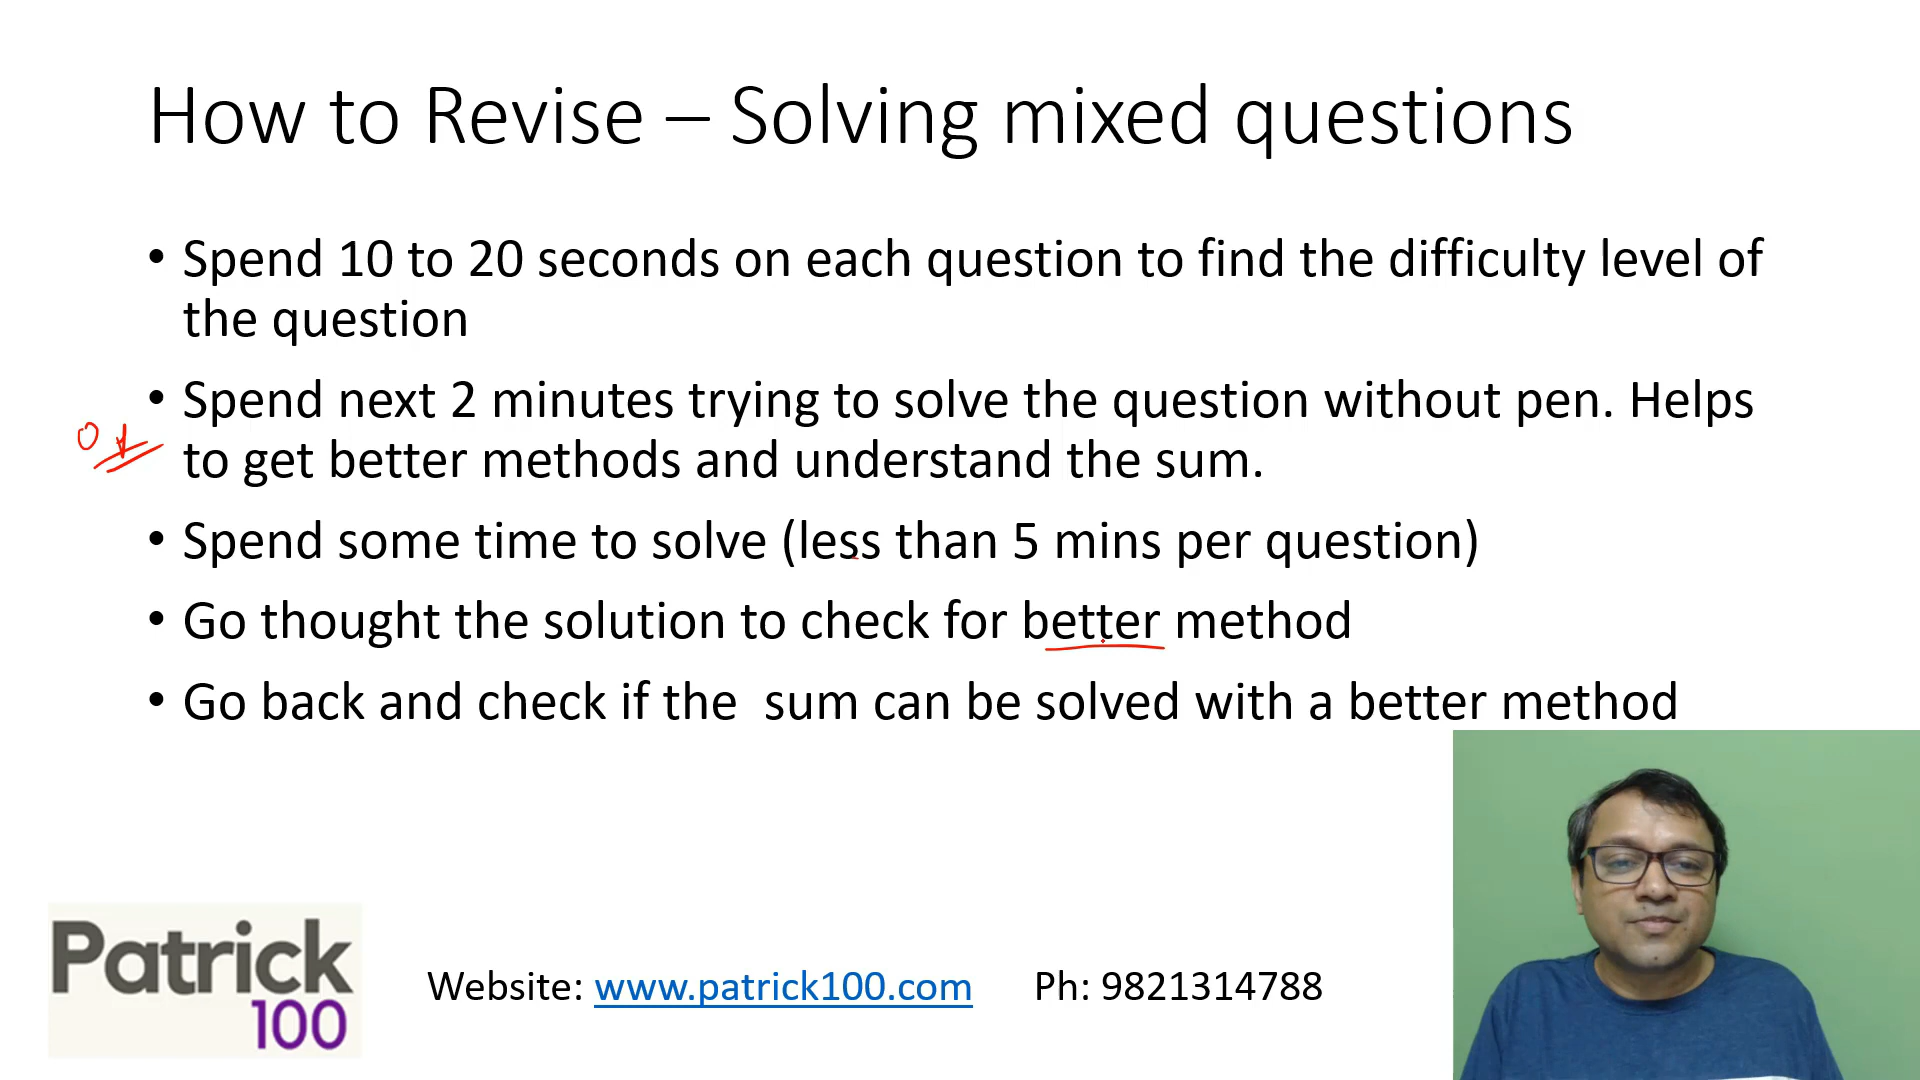 How to Revise – Solving mixed questions
• Spend 10 to 20 seconds on each question to find the difficulty level of
the question
• Spend next 2 minutes trying to solve the question without pen. Helps
to get better methods and understand the sum.
• Spend some time to solve (less than 5 mins per question)
• Go thought the solution to check for better method
• Go back and check if the  sum can be solved with a better method
Patrick
100
Website: www.patrick100.com
Ph: 9821314788